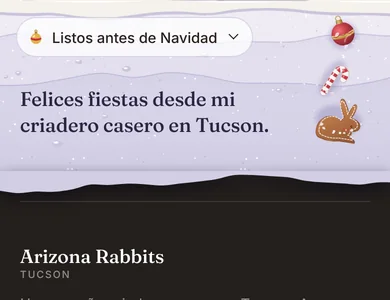 Listos antes de Navidad
Felices fiestas desde mi
criadero casero en Tucson.
Arizona Rabbits
TUCSON